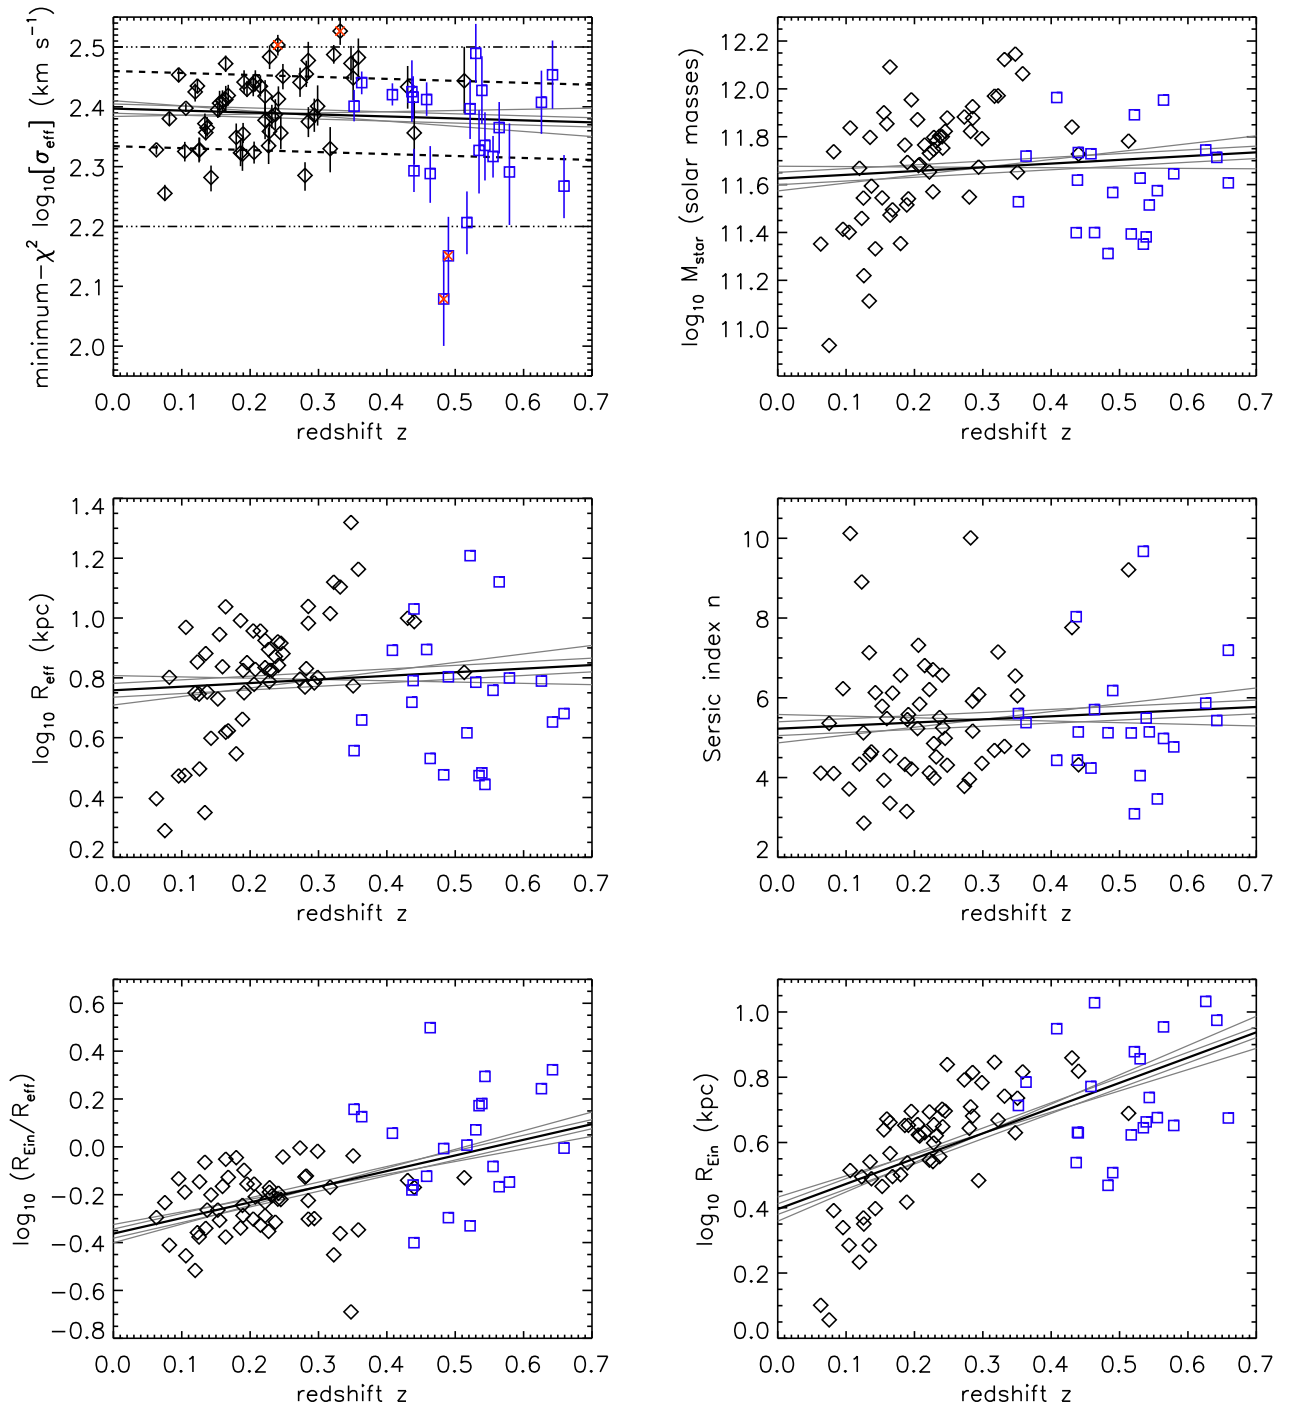 minimum−χ² log₁₀[σeff] (km s⁻¹)
2.5
2.4
2.3
2.2
2.1
2.0
0.0 0.1 0.2 0.3 0.4 0.5 0.6 0.7
redshift z
log₁₀ Mstar (solar masses)
12.2
12.0
11.8
11.6
11.4
11.2
11.0
0.0 0.1 0.2 0.3 0.4 0.5 0.6 0.7
redshift z
log₁₀ Reff (kpc)
1.4
1.2
1.0
0.8
0.6
0.4
0.2
0.0 0.1 0.2 0.3 0.4 0.5 0.6 0.7
redshift z
Sersic index n
10
8
6
4
2
0.0 0.1 0.2 0.3 0.4 0.5 0.6 0.7
redshift z
log₁₀ (REin/Reff)
0.6
0.4
0.2
0.0
−0.2
−0.4
−0.6
−0.8
0.0 0.1 0.2 0.3 0.4 0.5 0.6 0.7
redshift z
log₁₀ REin (kpc)
1.0
0.8
0.6
0.4
0.2
0.0
0.0 0.1 0.2 0.3 0.4 0.5 0.6 0.7
redshift z